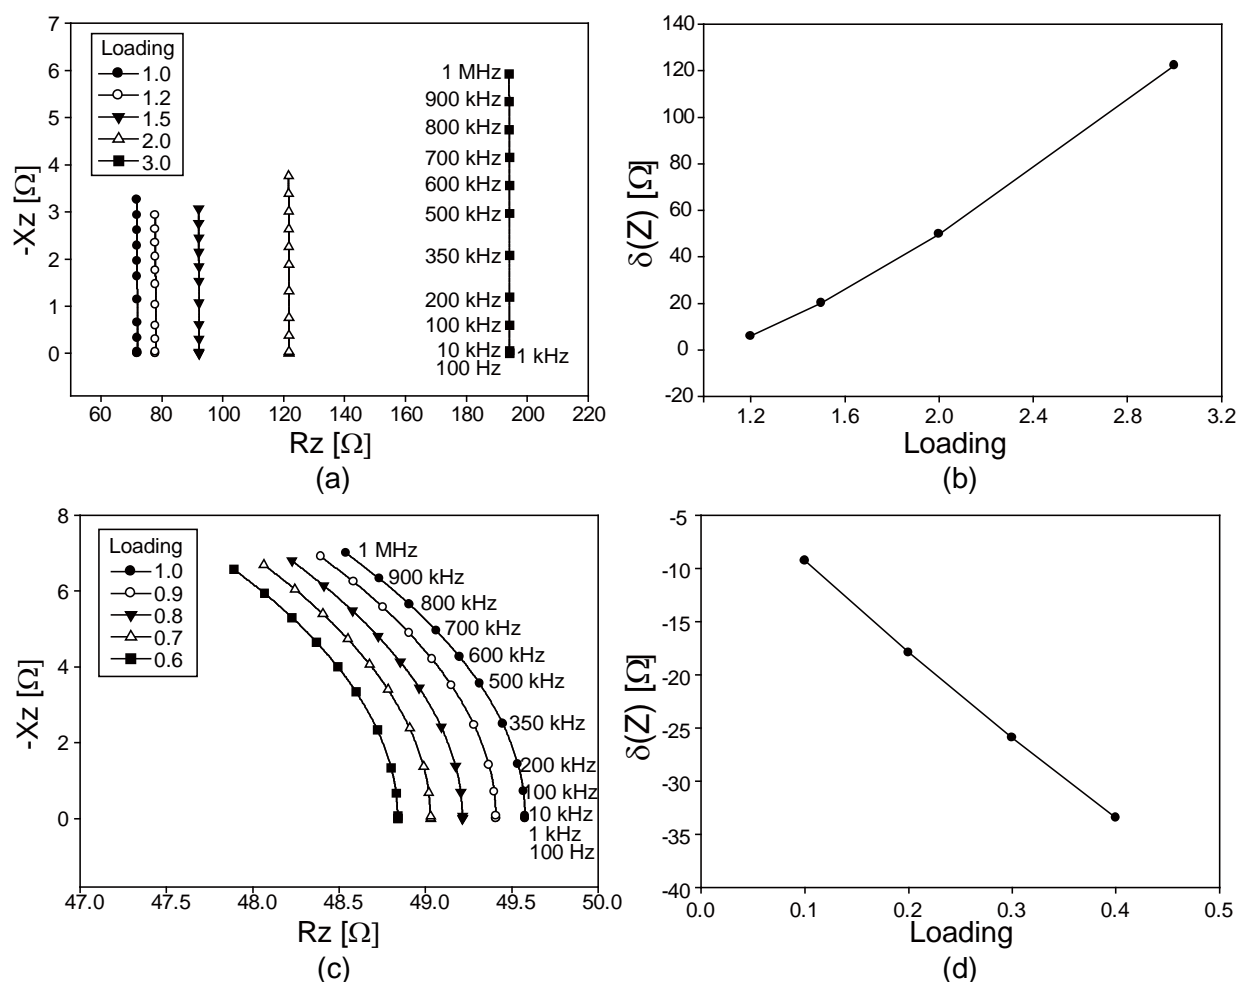 7
6
5
4
3
2
1
0
-Xz [Ω]
Loading
1.0
1.2
1.5
2.0
3.0
1 MHz
900 kHz
800 kHz
700 kHz
600 kHz
500 kHz
350 kHz
200 kHz
100 kHz
10 kHz
1 kHz
100 Hz
60 80 100 120 140 160 180 200 220
Rz [Ω]
(a)
140
120
100
80
60
40
20
0
-20
δ(Z) [Ω]
1.2 1.6 2.0 2.4 2.8 3.2
Loading
(b)
8
6
4
2
0
-Xz [Ω]
Loading
1.0
0.9
0.8
0.7
0.6
1 MHz
900 kHz
800 kHz
700 kHz
600 kHz
500 kHz
350 kHz
200 kHz
100 kHz
10 kHz
1 kHz
100 Hz
47.0 47.5 48.0 48.5 49.0 49.5 50.0
Rz [Ω]
(c)
-5
-10
-15
-20
-25
-30
-35
-40
δ(Z) [Ω]
0.0 0.1 0.2 0.3 0.4 0.5
Loading
(d)